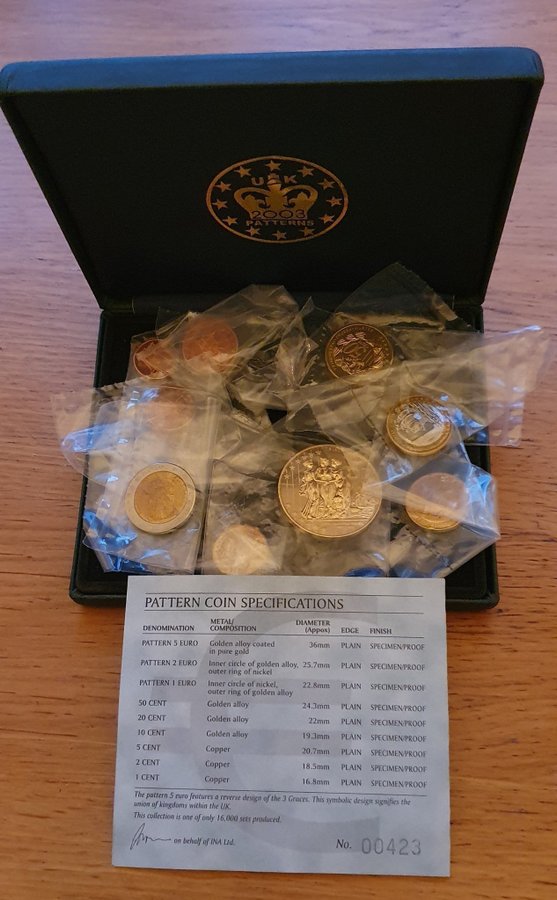 U K
2003
PATTERNS
PATTERN COIN SPECIFICATIONS
DENOMINATION METAL/COMPOSITION DIAMETER (Appox) EDGE FINISH
PATTERN 5 EURO Golden alloy coated in pure gold 36mm PLAIN SPECIMEN/PROOF
PATTERN 2 EURO Inner circle of golden alloy, outer ring of nickel 25.7mm PLAIN SPECIMEN/PROOF
PATTERN 1 EURO Inner circle of nickel, outer ring of golden alloy 22.8mm PLAIN SPECIMEN/PROOF
50 CENT Golden alloy 24.3mm PLAIN SPECIMEN/PROOF
20 CENT Golden alloy 22mm PLAIN SPECIMEN/PROOF
10 CENT Golden alloy 19.3mm PLAIN SPECIMEN/PROOF
5 CENT Copper 20.7mm PLAIN SPECIMEN/PROOF
2 CENT Copper 18.5mm PLAIN SPECIMEN/PROOF
1 CENT Copper 16.8mm PLAIN SPECIMEN/PROOF
The pattern 5 euro features a reverse design of the 3 Graces. This symbolic design signifies the
union of kingdoms within the UK.
This collection is one of only 16,000 sets produced.
on behalf of INA Ltd. No. 00423